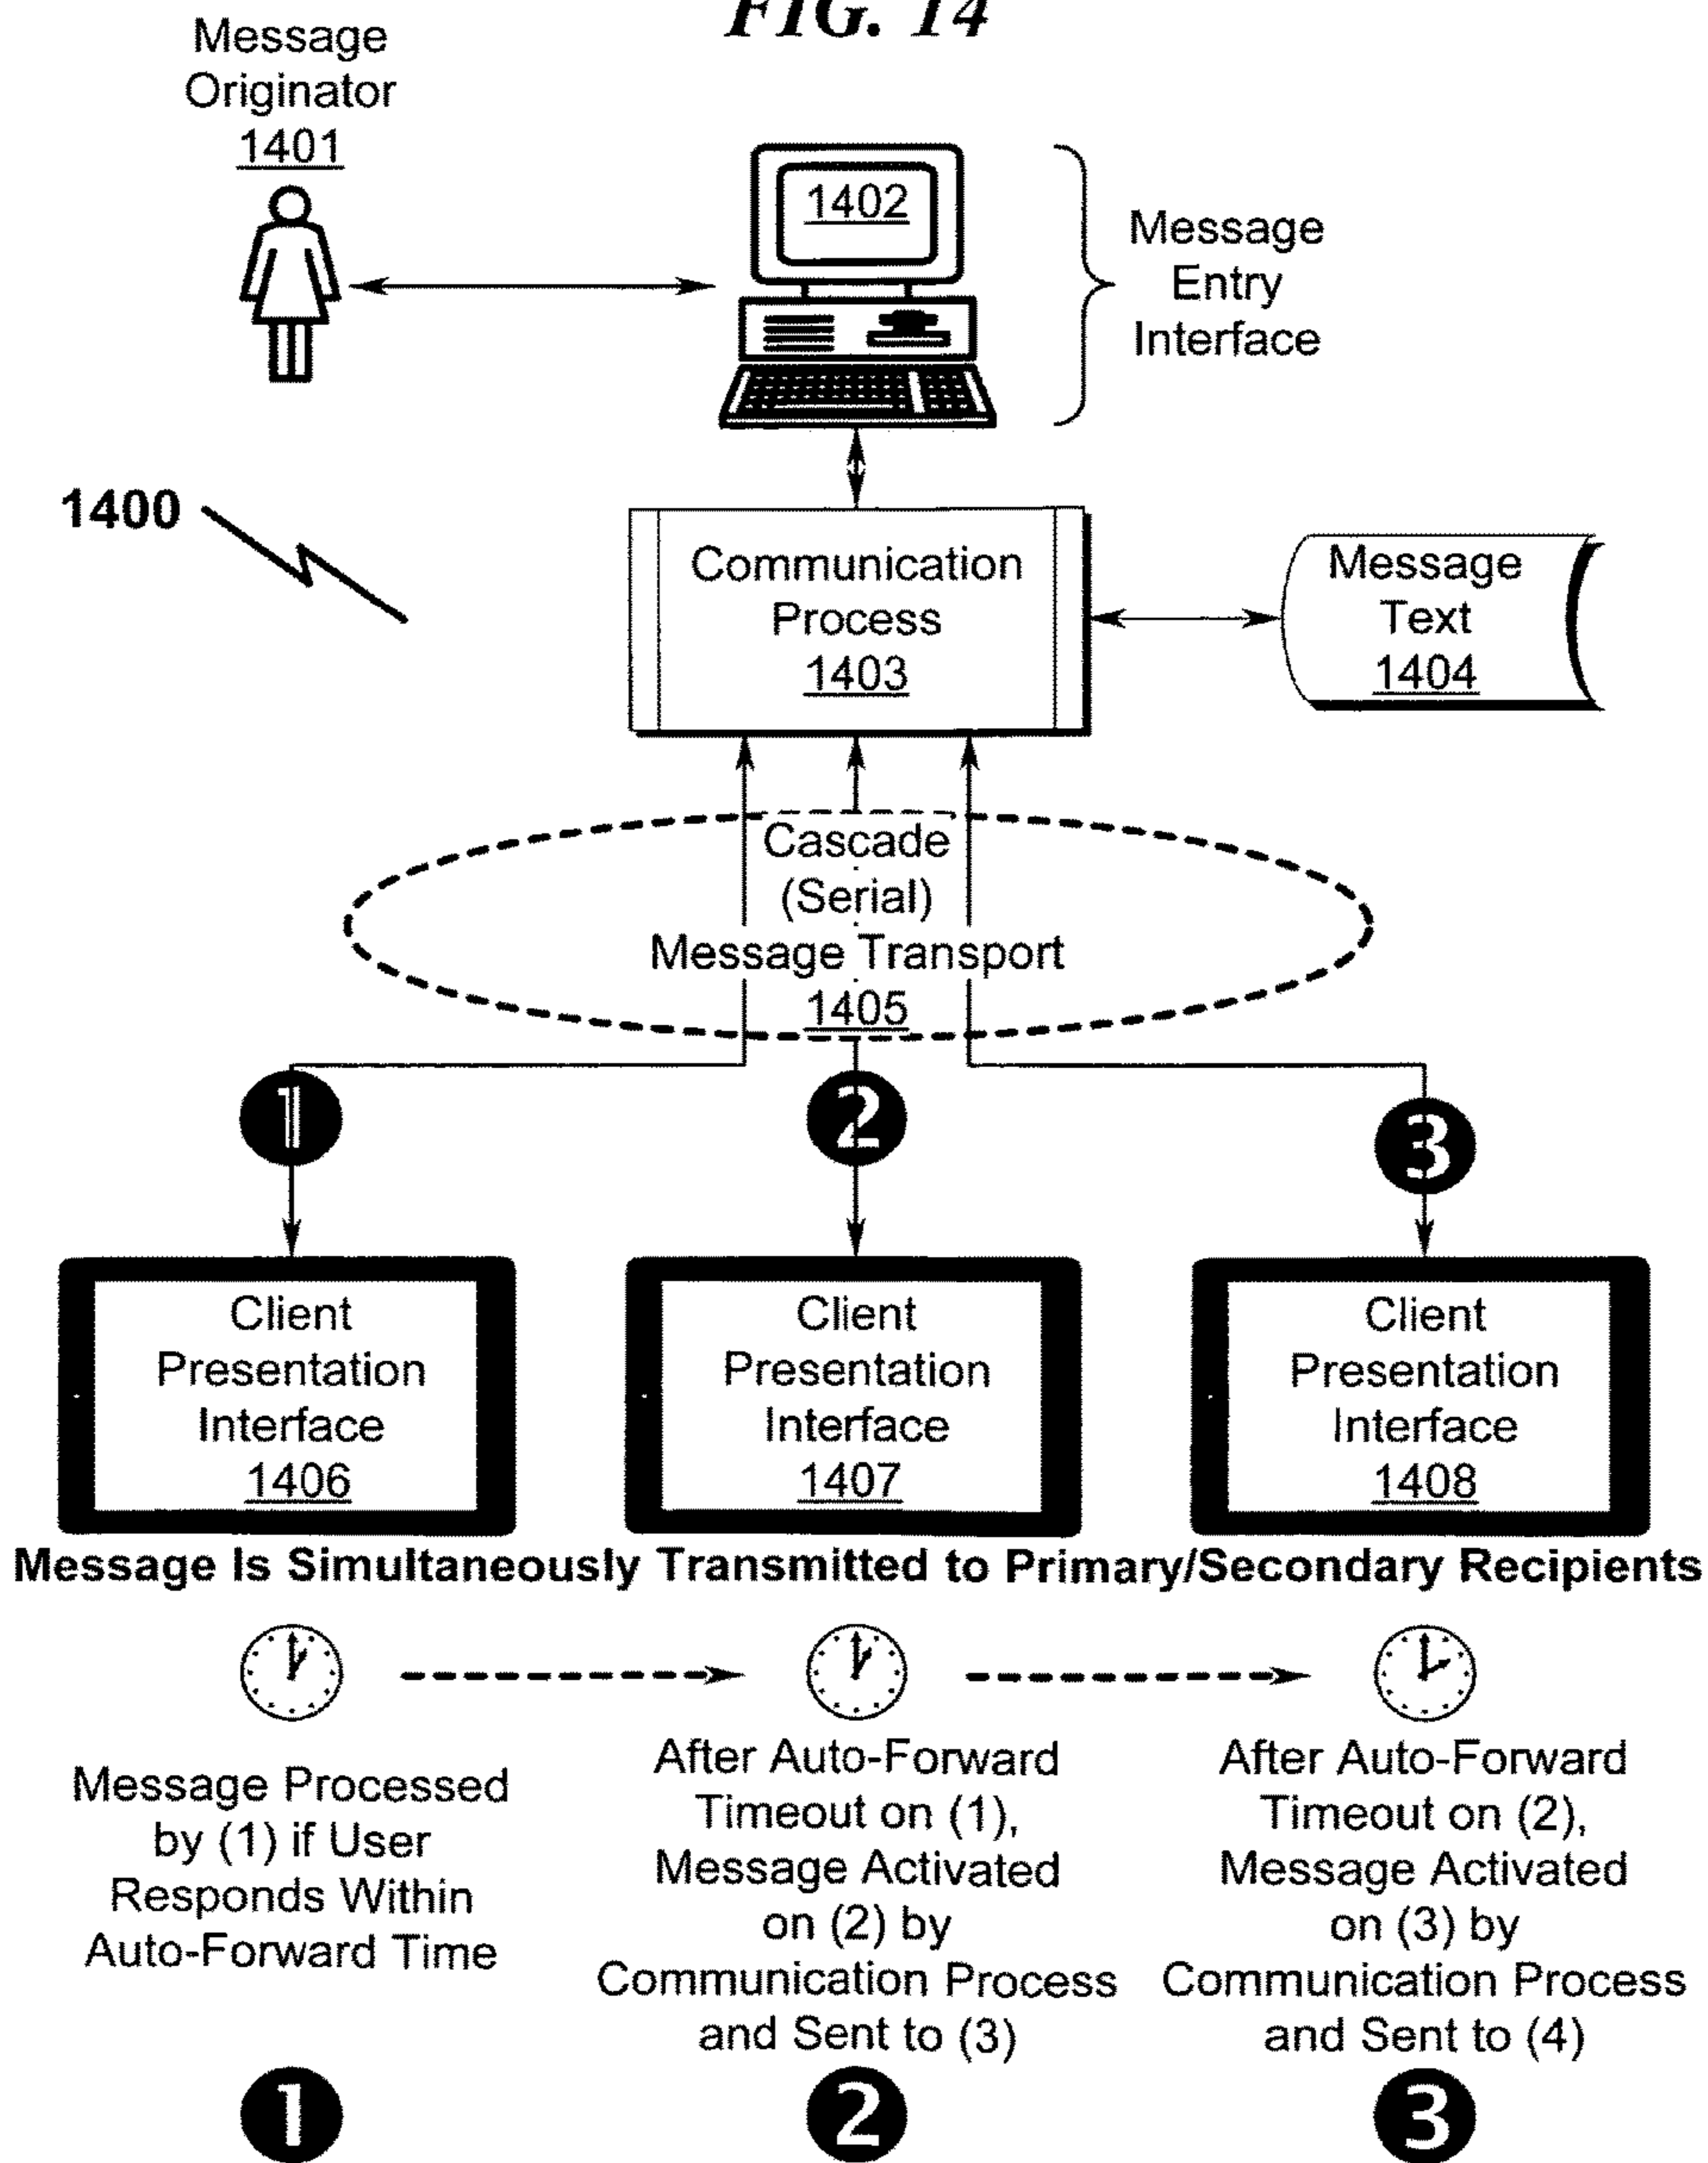 FIG. 14
Message
Originator
1401
1402
Message
Entry
Interface
1400
Communication
Process
1403
Message
Text
1404
Cascade
(Serial)
Message Transport
1405
1
2
3
Client
Presentation
Interface
1406
Client
Presentation
Interface
1407
Client
Presentation
Interface
1408
Message Is Simultaneously Transmitted to Primary/Secondary Recipients
Message Processed
by (1) if User
Responds Within
Auto-Forward Time
After Auto-Forward
Timeout on (1),
Message Activated
on (2) by
Communication Process
and Sent to (3)
After Auto-Forward
Timeout on (2),
Message Activated
on (3) by
Communication Process
and Sent to (4)
1
2
3